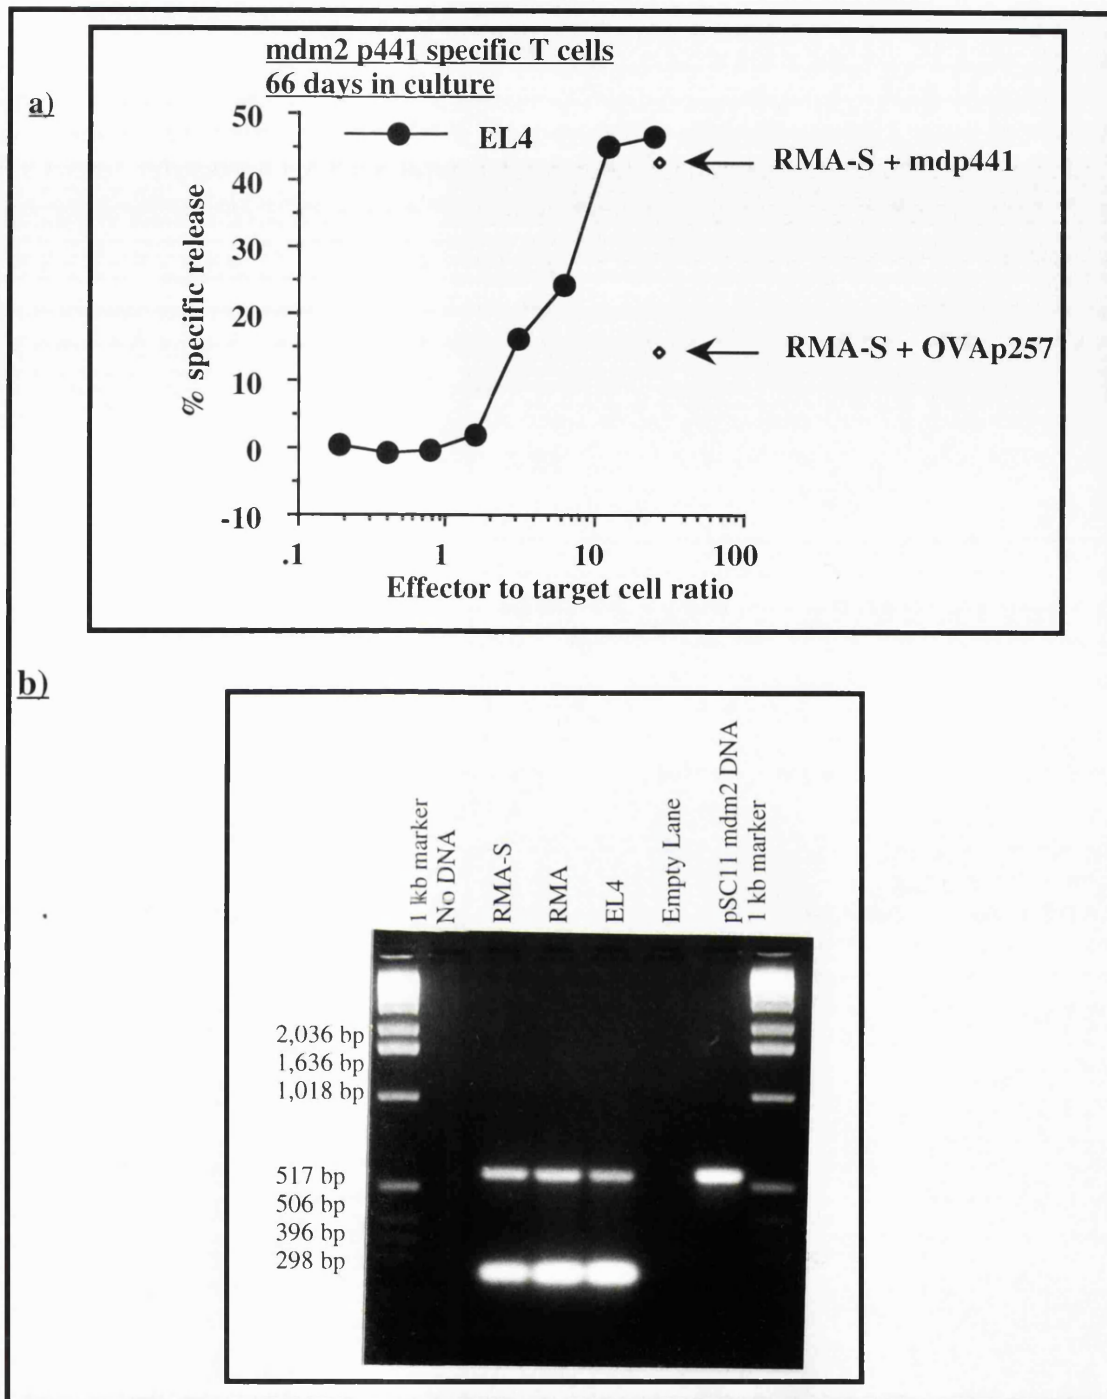 a)
mdm2 p441 specific T cells
66 days in culture
50
40
30
20
10
0
-10
% specific release
EL4
RMA-S + mdp441
RMA-S + OVAp257
.1
1
10
100
Effector to target cell ratio
b)
1 kb marker
No DNA
RMA-S
RMA
EL4
Empty Lane
pSC11 mdm2 DNA
1 kb marker
2,036 bp
1,636 bp
1,018 bp
517 bp
506 bp
396 bp
298 bp